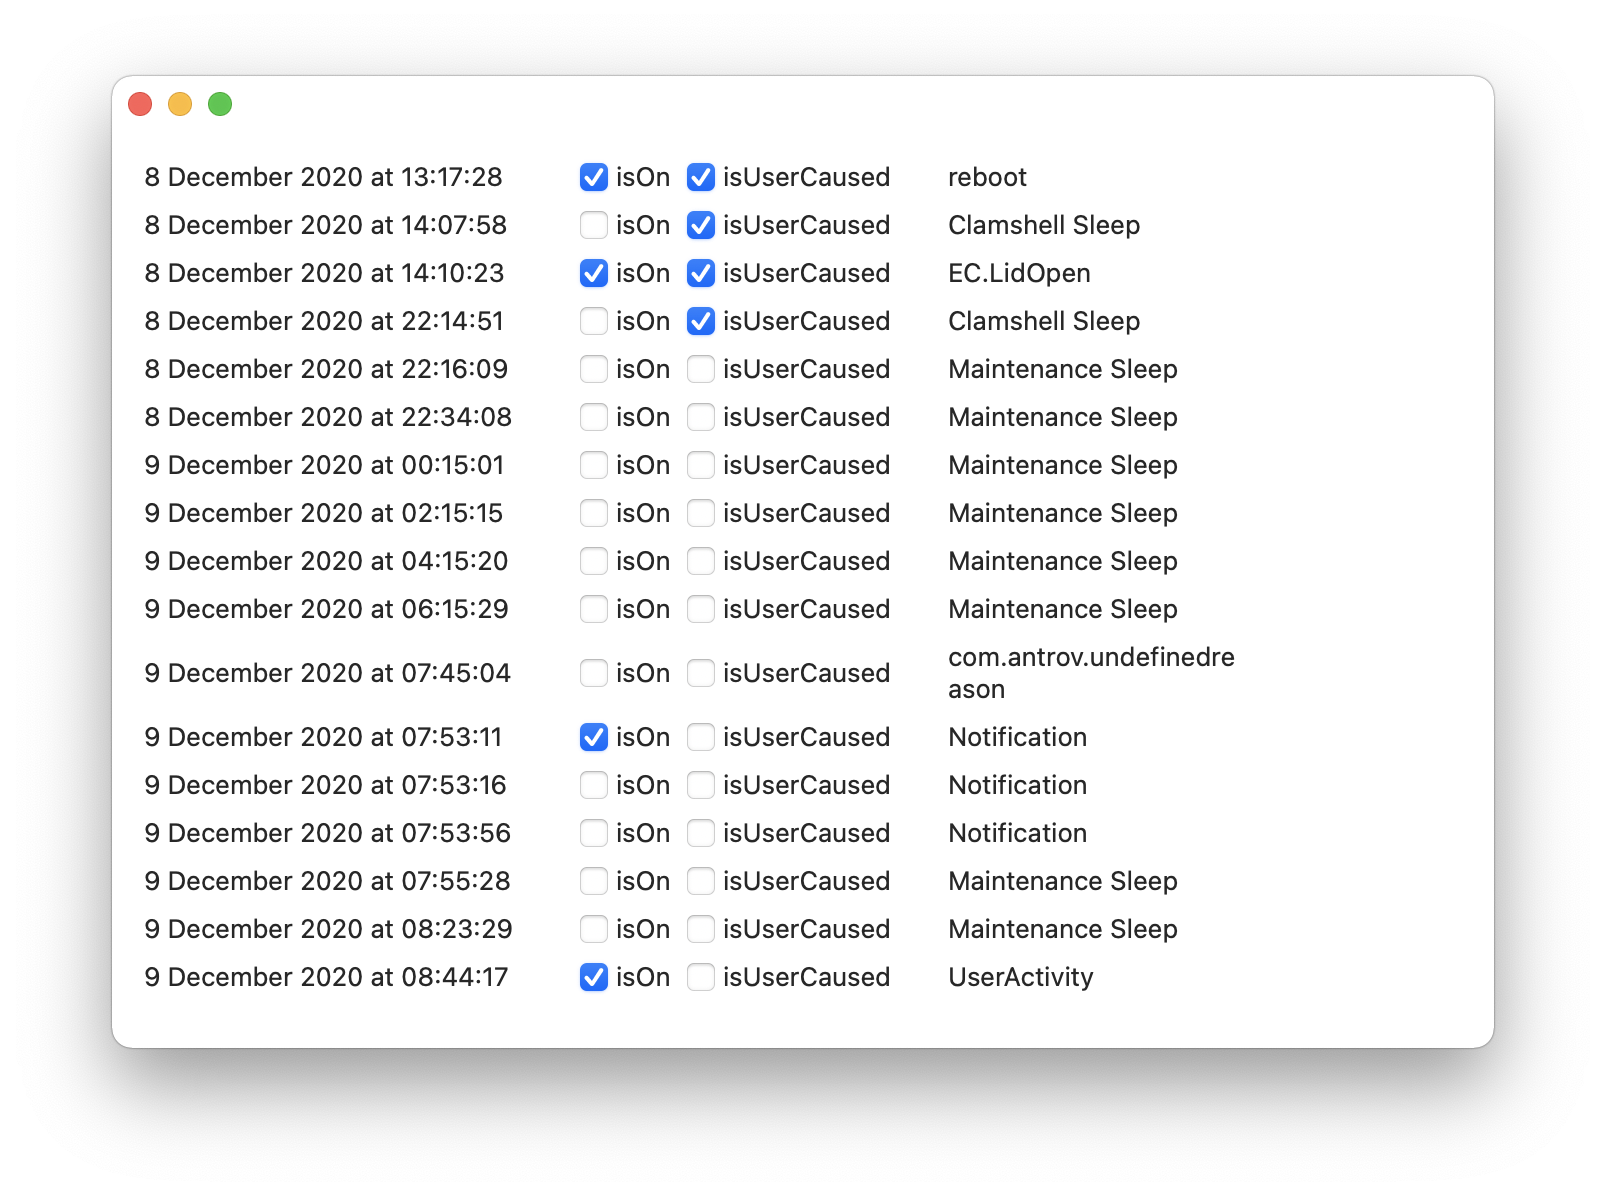 8 December 2020 at 13:17:28 isOn isUserCaused reboot
8 December 2020 at 14:07:58 isOn isUserCaused Clamshell Sleep
8 December 2020 at 14:10:23 isOn isUserCaused EC.LidOpen
8 December 2020 at 22:14:51 isOn isUserCaused Clamshell Sleep
8 December 2020 at 22:16:09 isOn isUserCaused Maintenance Sleep
8 December 2020 at 22:34:08 isOn isUserCaused Maintenance Sleep
9 December 2020 at 00:15:01 isOn isUserCaused Maintenance Sleep
9 December 2020 at 02:15:15 isOn isUserCaused Maintenance Sleep
9 December 2020 at 04:15:20 isOn isUserCaused Maintenance Sleep
9 December 2020 at 06:15:29 isOn isUserCaused Maintenance Sleep
9 December 2020 at 07:45:04 isOn isUserCaused com.antrov.undefinedre
ason
9 December 2020 at 07:53:11 isOn isUserCaused Notification
9 December 2020 at 07:53:16 isOn isUserCaused Notification
9 December 2020 at 07:53:56 isOn isUserCaused Notification
9 December 2020 at 07:55:28 isOn isUserCaused Maintenance Sleep
9 December 2020 at 08:23:29 isOn isUserCaused Maintenance Sleep
9 December 2020 at 08:44:17 isOn isUserCaused UserActivity